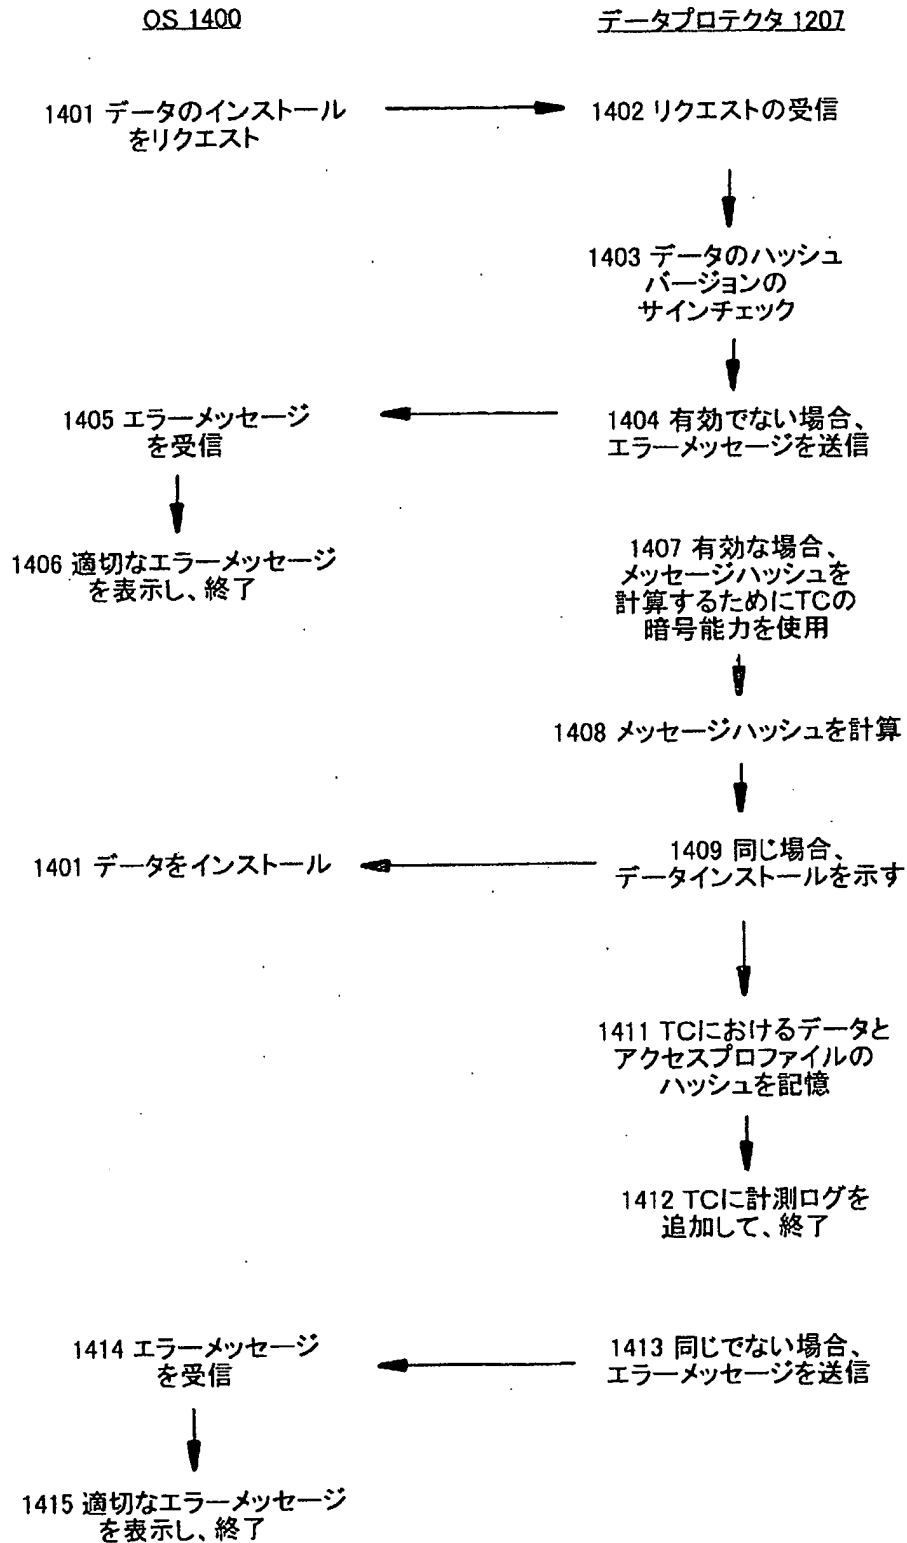 OS 1400
データプロテクタ 1207
1401 データのインストール
をリクエスト
1402 リクエストの受信
1403 データのハッシュ
バージョンの
サインチェック
1405 エラーメッセージ
を受信
1404 有効でない場合、
エラーメッセージを送信
1406 適切なエラーメッセージ
を表示し、終了
1407 有効な場合、
メッセージハッシュを
計算するためにTCの
暗号能力を使用
1408 メッセージハッシュを計算
1401 データをインストール
1409 同じ場合、
データインストールを示す
1411 TCにおけるデータと
アクセスプロファイルの
ハッシュを記憶
1412 TCに計測ログを
追加して、終了
1414 エラーメッセージ
を受信
1413 同じでない場合、
エラーメッセージを送信
1415 適切なエラーメッセージ
を表示し、終了